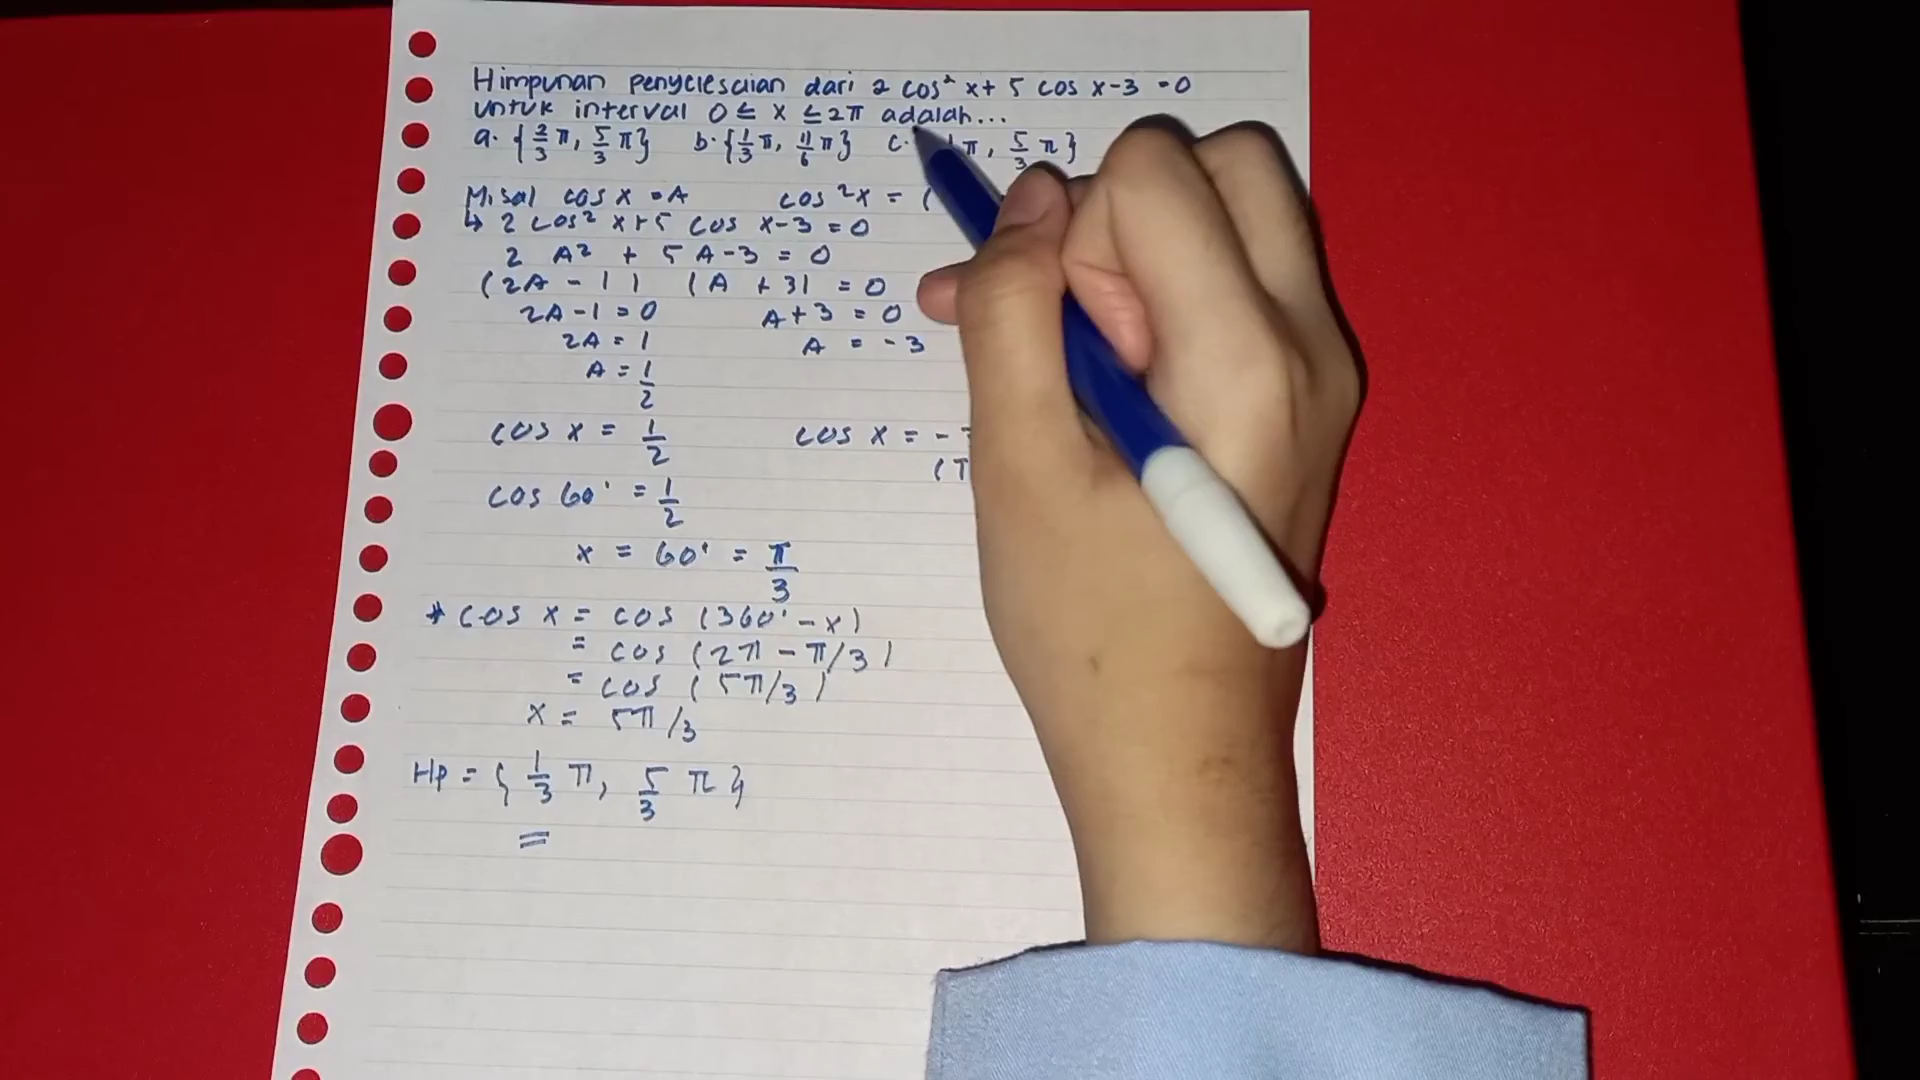 Himpunan penyelesaian dari 2 cos² x + 5 cos x - 3 = 0
untuk interval 0 ≤ x ≤ 2π adalah...
a. {2/3 π, 5/3 π} b. {1/3 π, 11/6 π} c. π, 5/3 π}
Misal cos x = A cos ²x = (
↳ 2 cos² x + 5 cos x - 3 = 0
2 A² + 5 A - 3 = 0
(2A - 1) (A + 3) = 0
2A - 1 = 0 A + 3 = 0
2A = 1 A = - 3
A = 1/2
cos x = 1/2 cos x = -
cos 60° = 1/2
x = 60° = π/3
* cos x = cos (360° - x)
= cos (2π - π/3)
= cos (5π/3)
x = 5π/3
Hp = { 1/3 π, 5/3 π }